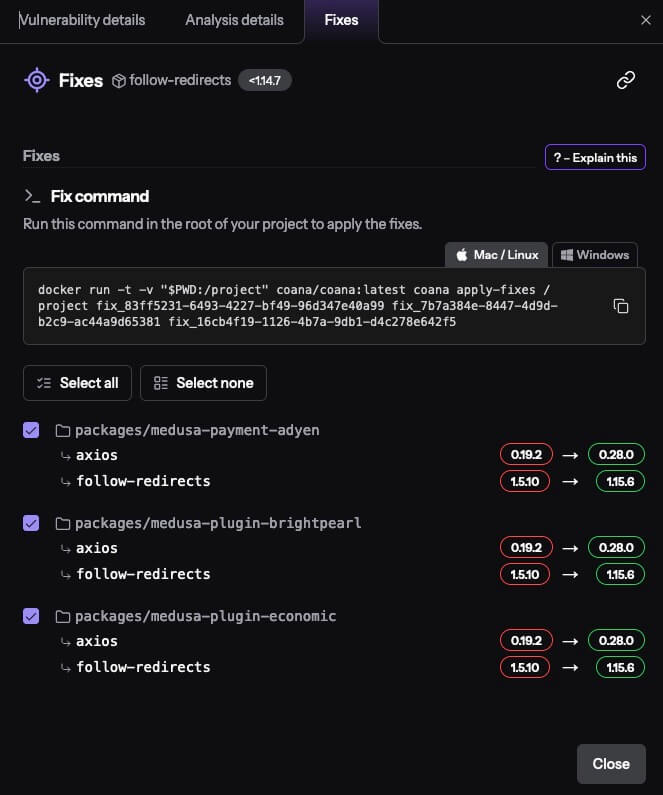 Vulnerability details Analysis details Fixes
Fixes follow-redirects <1.14.7
Fixes
? – Explain this
Fix command
Run this command in the root of your project to apply the fixes.
Mac / Linux Windows
docker run -t -v "$PWD:/project" coana/coana:latest coana apply-fixes /
project fix_83ff5231-6493-4227-bf49-96d347e40a99 fix_7b7a384e-8447-4d9d-
b2c9-ac44a9d65381 fix_16cb4f19-1126-4b7a-9db1-d4c278e642f5
Select all Select none
packages/medusa-payment-adyen
axios 0.19.2 → 0.28.0
follow-redirects 1.5.10 → 1.15.6
packages/medusa-plugin-brightpearl
axios 0.19.2 → 0.28.0
follow-redirects 1.5.10 → 1.15.6
packages/medusa-plugin-economic
axios 0.19.2 → 0.28.0
follow-redirects 1.5.10 → 1.15.6
Close